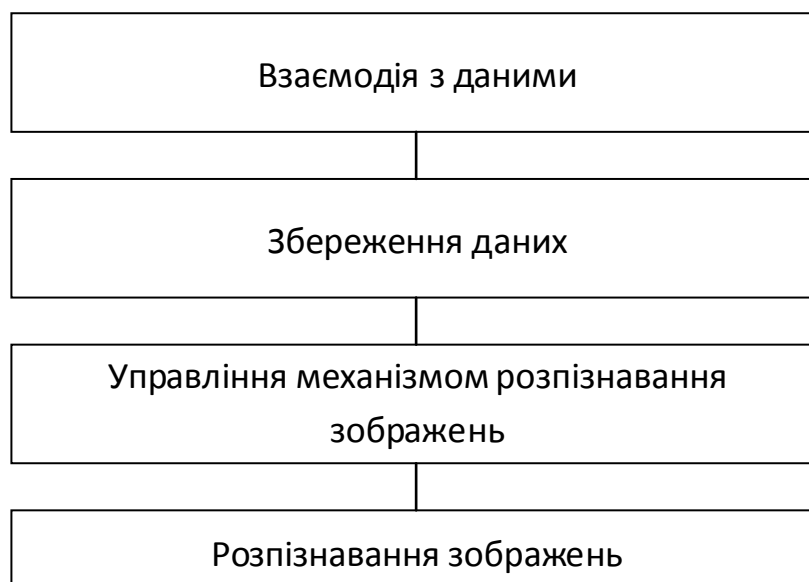 Взаємодія з даними
Збереження даних
Управління механізмом розпізнавання
зображень
Розпізнавання зображень